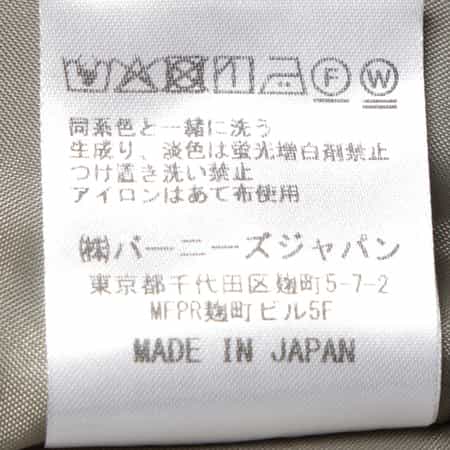 F W
同系色と一緒に洗う
生成り、淡色は蛍光増白剤禁止
つけ置き洗い禁止
アイロンはあて布使用
㈱バーニーズジャパン
東京都千代田区麹町5-7-2
MFPR麹町ビル5F
MADE IN JAPAN